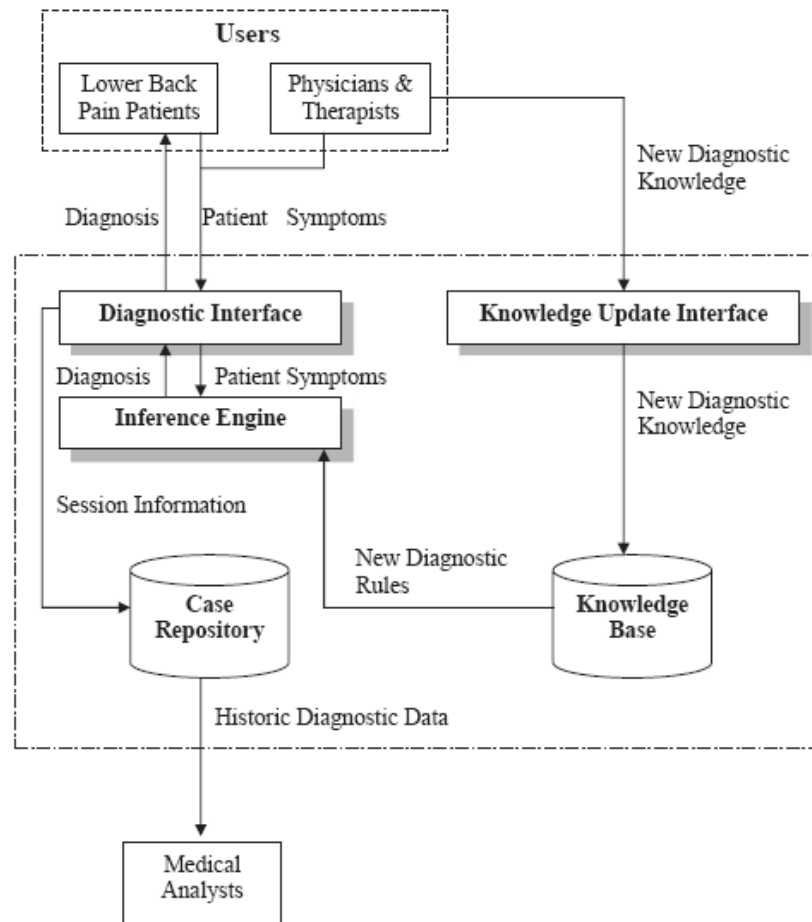 Users
Lower Back
Pain Patients
Physicians &
Therapists
New Diagnostic
Knowledge
Diagnosis
Patient Symptoms
Diagnostic Interface
Knowledge Update Interface
Diagnosis
Patient Symptoms
New Diagnostic
Knowledge
Inference Engine
Session Information
New Diagnostic
Rules
Case
Repository
Knowledge
Base
Historic Diagnostic Data
Medical
Analysts